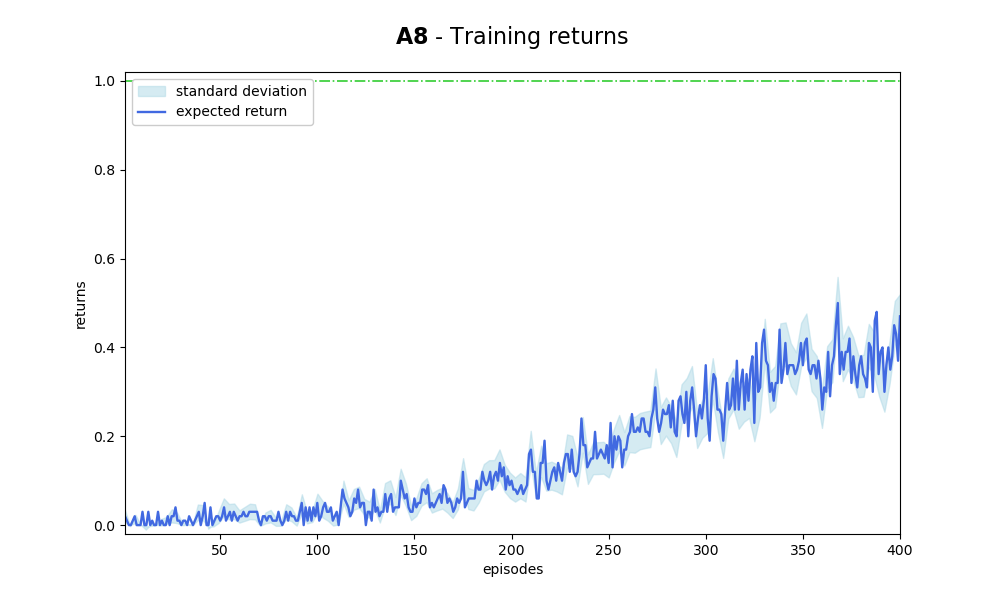 A8 - Training returns
standard deviation
expected return
1.0
0.8
0.6
0.4
0.2
0.0
returns
50 100 150 200 250 300 350 400
episodes